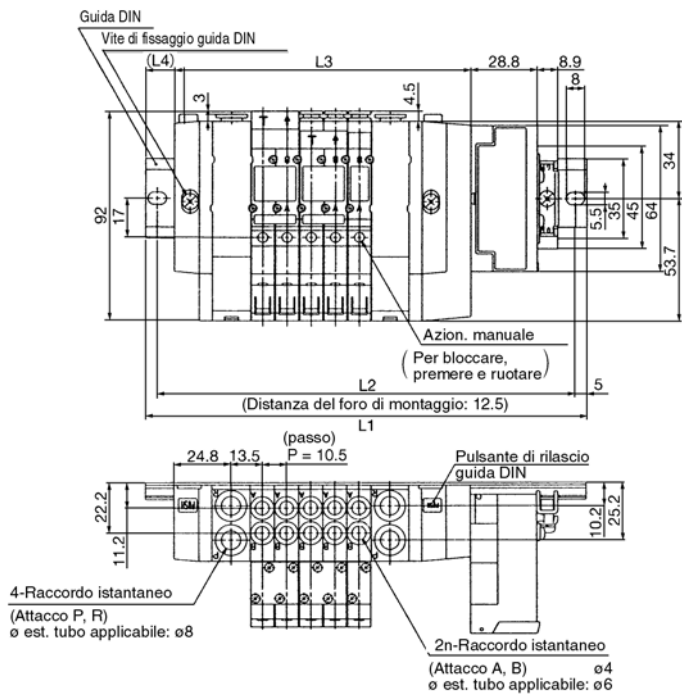 Guida DIN
Vite di fissaggio guida DIN
(L4)
L3
28.8
8.9
8
3
4.5
92
17
34
5.5
35
45
64
53.7
Azion. manuale
(Per bloccare,
premere e ruotare)
L2
5
(Distanza del foro di montaggio: 12.5)
L1
(passo)
24.8
13.5
P = 10.5
Pulsante di rilascio
guida DIN
22.2
11.2
10.2
25.2
4-Raccordo istantaneo
(Attacco P, R)
ø est. tubo applicabile: ø8
2n-Raccordo istantaneo
(Attacco A, B) ø4
ø est. tubo applicabile: ø6